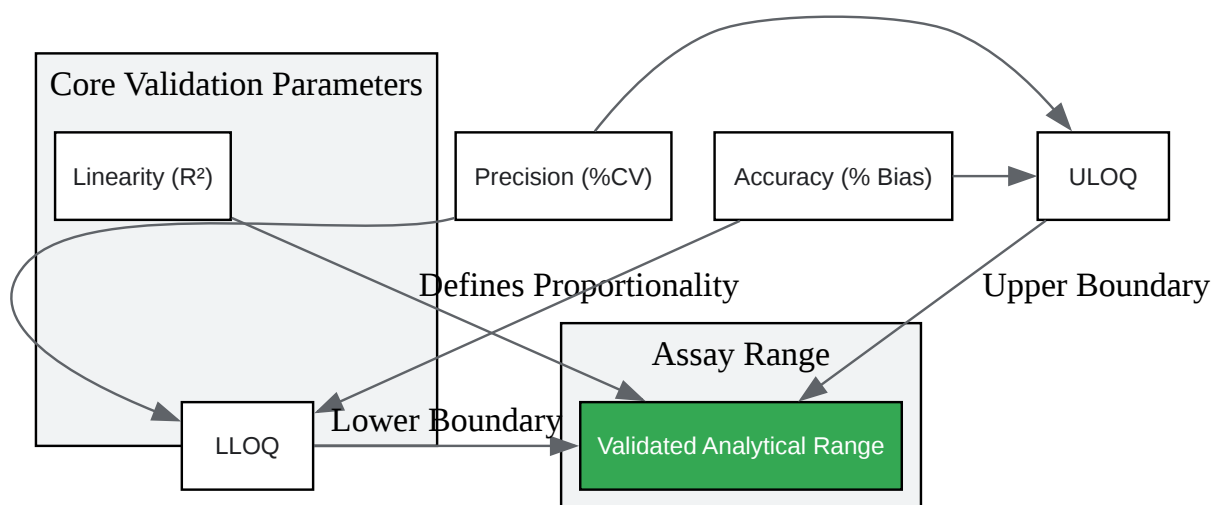 Core Validation Parameters
Linearity (R²)
Precision (%CV)
Accuracy (% Bias)
ULOQ
Defines Proportionality
Upper Boundary
Assay Range
Lower Boundary
LLOQ
Validated Analytical Range